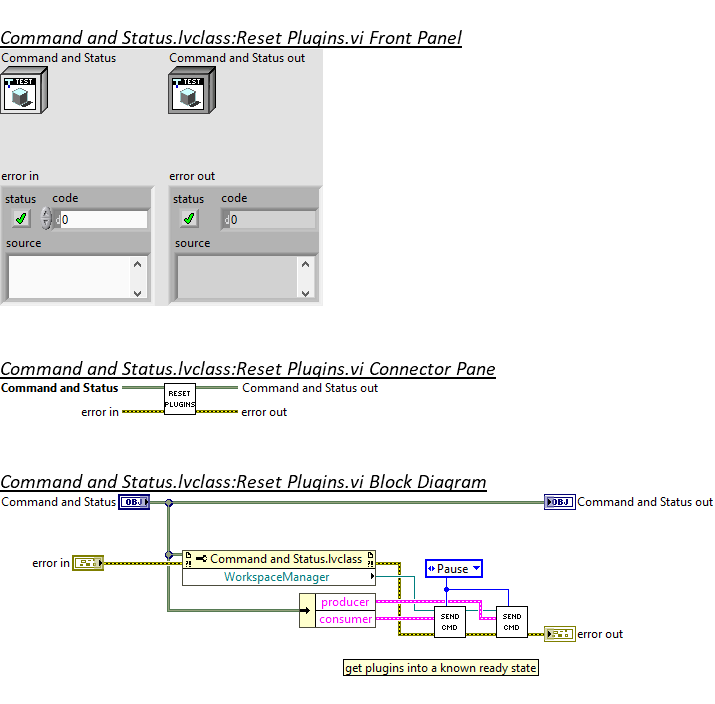 Command and Status.lvclass:Reset Plugins.vi Front Panel
Command and Status Command and Status out
TEST TEST
error in error out
status code status code
d 0 d 0
source source
Command and Status.lvclass:Reset Plugins.vi Connector Pane
Command and Status RESET PLUGINS Command and Status out
error in error out
Command and Status.lvclass:Reset Plugins.vi Block Diagram
Command and Status OBJ OBJ Command and Status out
error in ?! Command and Status.lvclass ?!
WorkspaceManager
Pause
producer
consumer
SEND CMD SEND CMD
error out
get plugins into a known ready state